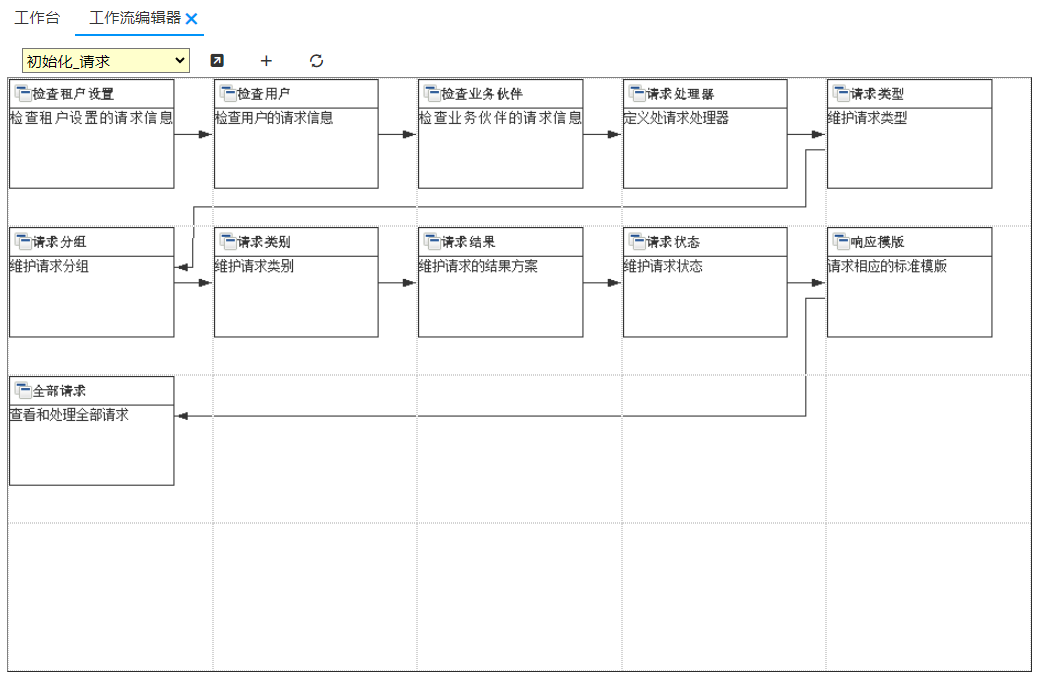 工作台
工作流编辑器
初始化_请求
检查租户设置
检查租户设置的请求信息
检查用户
检查用户的请求信息
检查业务伙伴
检查业务伙伴的请求信息
请求处理器
定义处请求处理器
请求类型
维护请求类型
请求分组
维护请求分组
请求类别
维护请求类别
请求结果
维护请求的结果方案
请求状态
维护请求状态
响应模版
请求相应的标准模版
全部请求
查看和处理全部请求